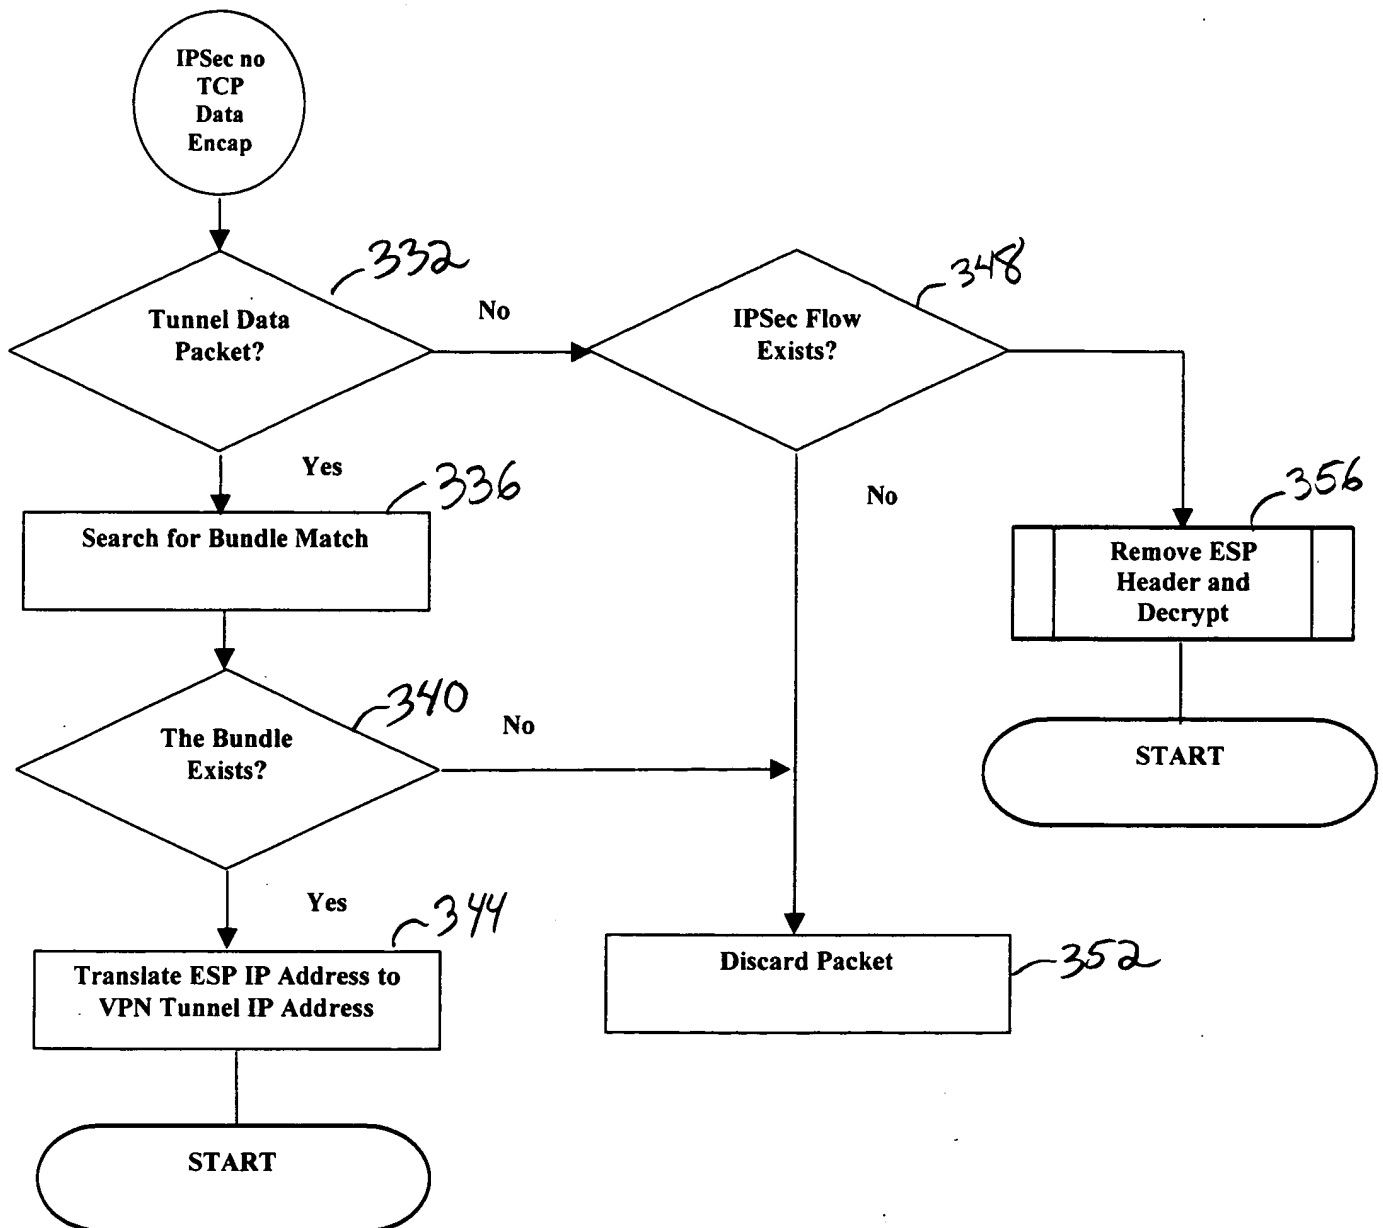 IPSec no
TCP
Data
Encap
332
Tunnel Data
Packet?
No
348
IPSec Flow
Exists?
Yes
336
Search for Bundle Match
No
356
Remove ESP
Header and
Decrypt
340
The Bundle
Exists?
No
START
Yes
344
Translate ESP IP Address to
VPN Tunnel IP Address
Discard Packet
352
START